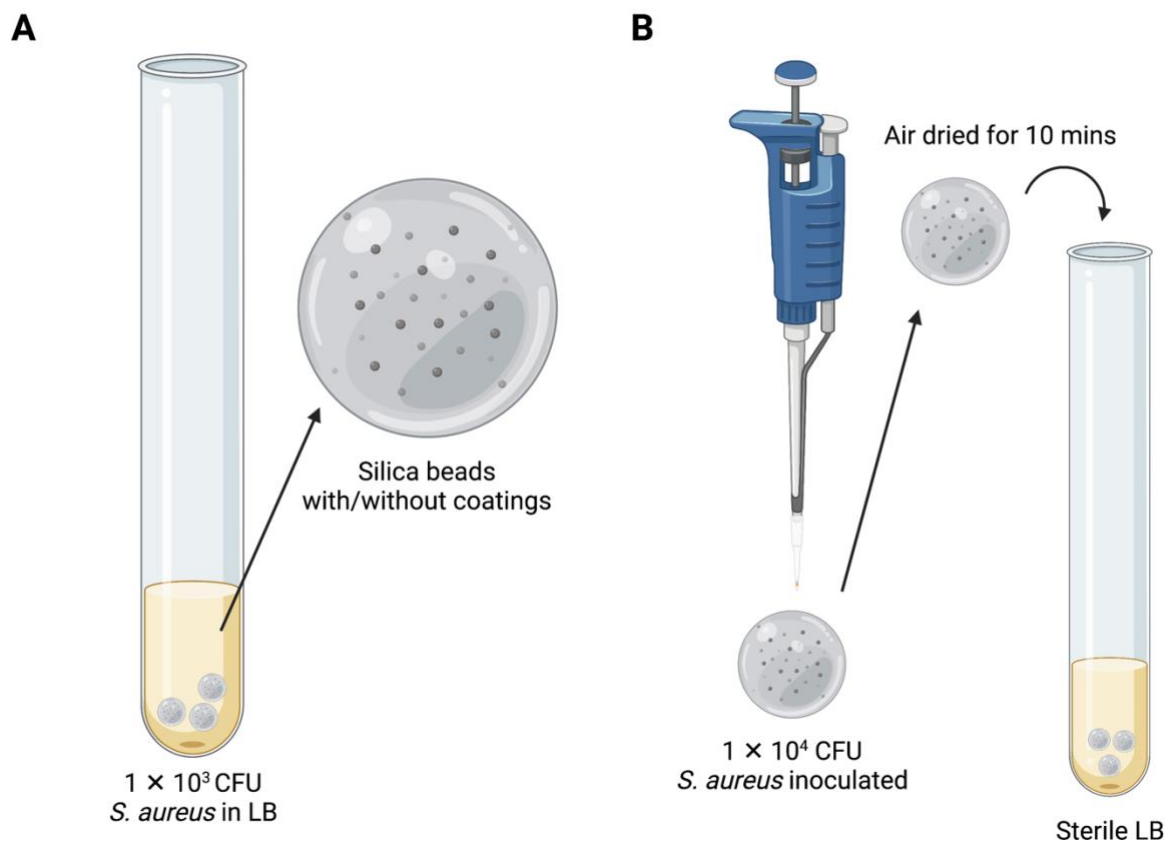 A
B
Air dried for 10 mins
Silica beads
with/without coatings
1 × 10³ CFU
S. aureus in LB
1 × 10⁴ CFU
S. aureus inoculated
Sterile LB